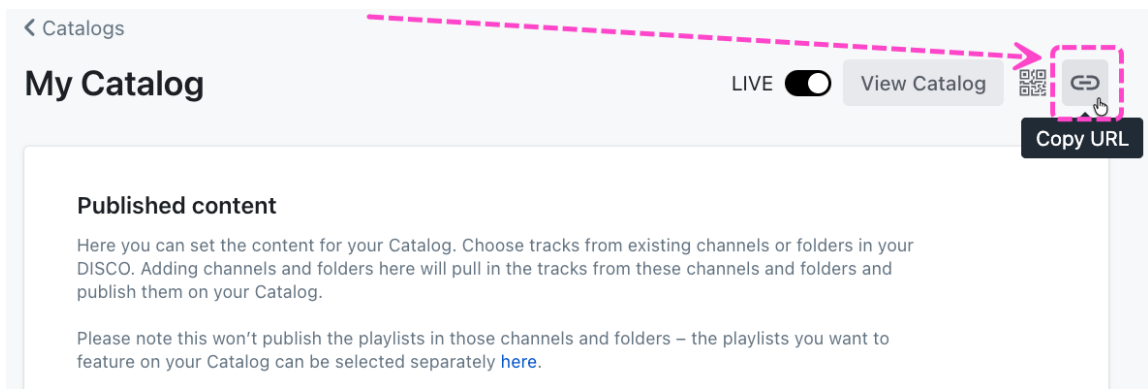 Catalogs
My Catalog
LIVE
View Catalog
Copy URL
Published content
Here you can set the content for your Catalog. Choose tracks from existing channels or folders in your
DISCO. Adding channels and folders here will pull in the tracks from these channels and folders and
publish them on your Catalog.
Please note this won’t publish the playlists in those channels and folders – the playlists you want to
feature on your Catalog can be selected separately here.